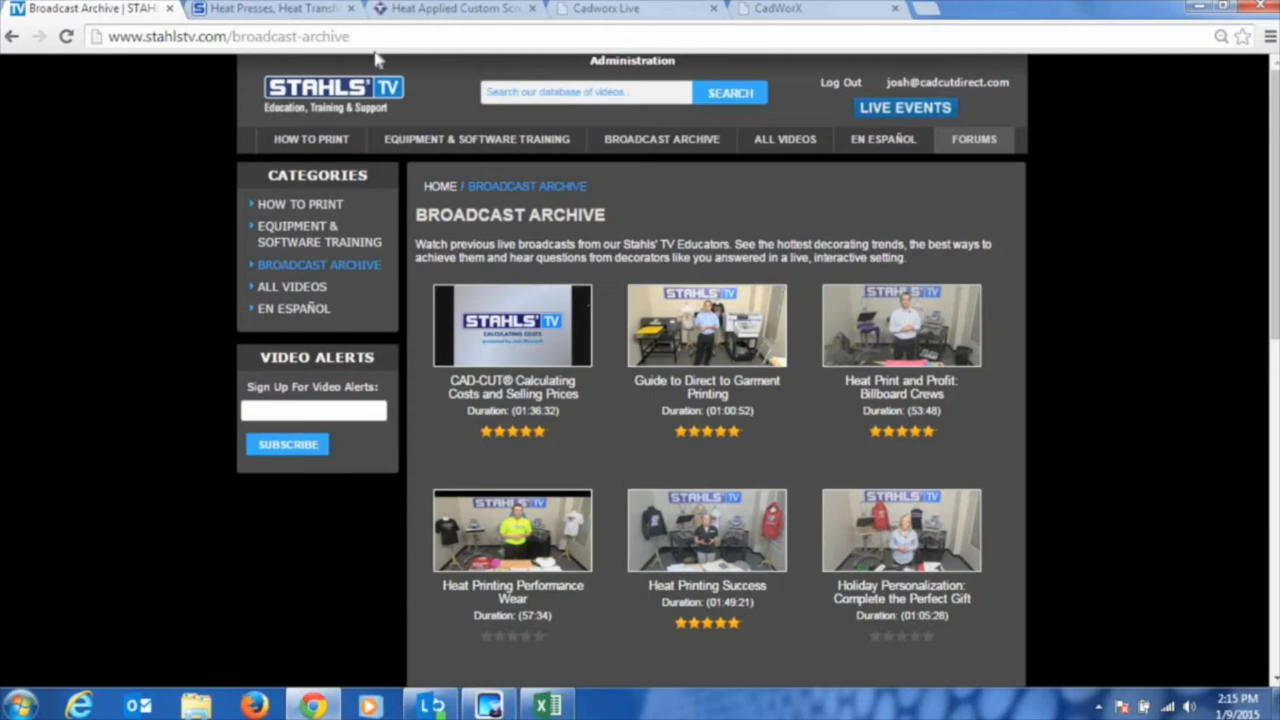 Broadcast Archive | STAHL
Heat Presses, Heat Transf
Heat Applied Custom Scr
Cadworx Live
CadWorX
www.stahlstv.com/broadcast-archive
Administration
STAHLS' TV
Education, Training & Support
Search our database of videos
SEARCH
Log Out
josh@cadcutdirect.com
LIVE EVENTS
HOW TO PRINT
EQUIPMENT & SOFTWARE TRAINING
BROADCAST ARCHIVE
ALL VIDEOS
EN ESPAÑOL
FORUMS
CATEGORIES
HOW TO PRINT
EQUIPMENT &
SOFTWARE TRAINING
BROADCAST ARCHIVE
ALL VIDEOS
EN ESPAÑOL
VIDEO ALERTS
Sign Up For Video Alerts:
SUBSCRIBE
HOME / BROADCAST ARCHIVE
BROADCAST ARCHIVE
Watch previous live broadcasts from our Stahls' TV Educators. See the hottest decorating trends, the best ways to
achieve them and hear questions from decorators like you answered in a live, interactive setting.
STAHLS' TV
CALCULATING COSTS
STAHLS' TV
STAHLS' TV
CAD-CUT® Calculating
Costs and Selling Prices
Duration: (01:36:32)
Guide to Direct to Garment
Printing
Duration: (01:00:52)
Heat Print and Profit:
Billboard Crews
Duration: (53:48)
STAHLS' TV
STAHLS' TV
STAHLS' TV
Heat Printing Performance
Wear
Duration: (57:34)
Heat Printing Success
Duration: (01:49:21)
Holiday Personalization:
Complete the Perfect Gift
Duration: (01:05:28)
2:15 PM
1/9/2015